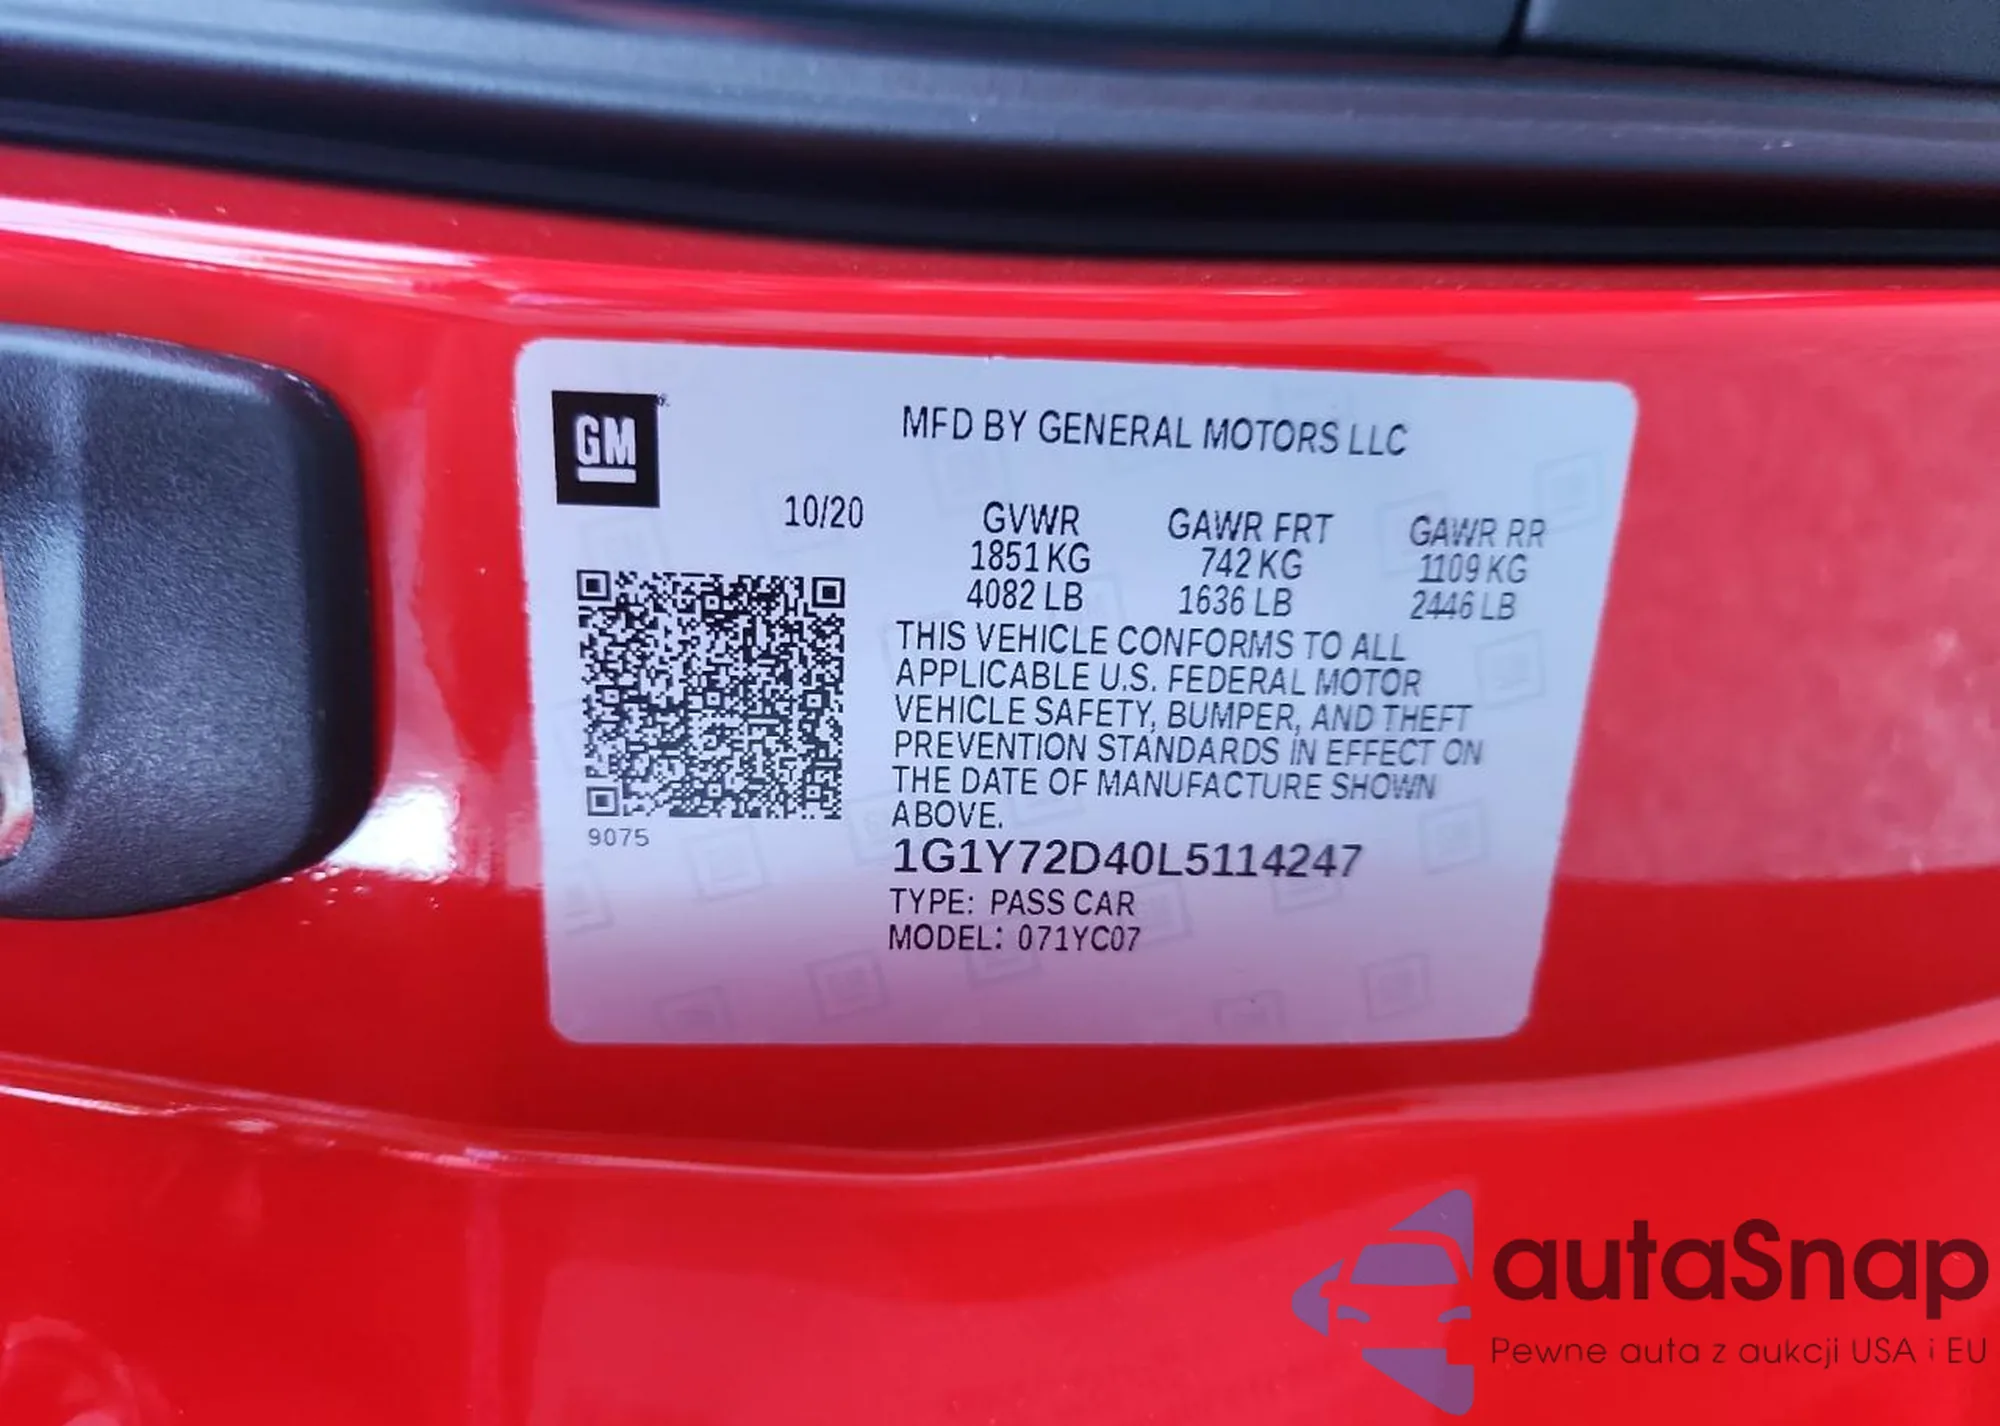 GM
MFD BY GENERAL MOTORS LLC
10/20
GVWR GAWR FRT GAWR RR
1851 KG 742 KG 1109 KG
4082 LB 1636 LB 2446 LB
THIS VEHICLE CONFORMS TO ALL
APPLICABLE U.S. FEDERAL MOTOR
VEHICLE SAFETY, BUMPER, AND THEFT
PREVENTION STANDARDS IN EFFECT ON
THE DATE OF MANUFACTURE SHOWN
ABOVE.
9075
1G1Y72D40L5114247
TYPE: PASS CAR
MODEL: 071YC07
autaSnap
Pewne auta z aukcji USA i EU